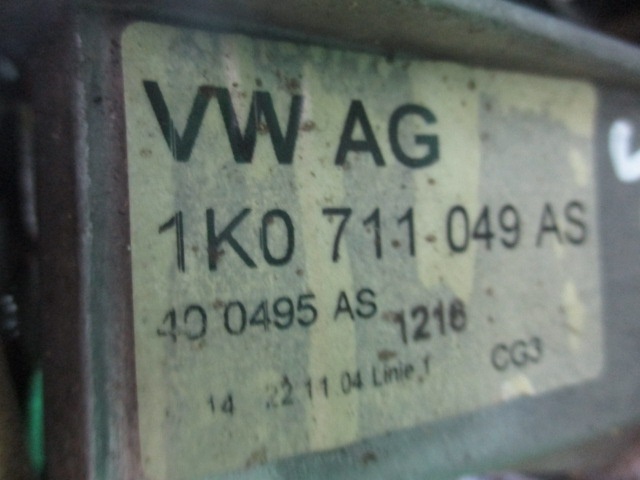 VW AG
1K0 711 049 AS
40 0495 AS 1216
14 22 11 04 Linie 1 CG3